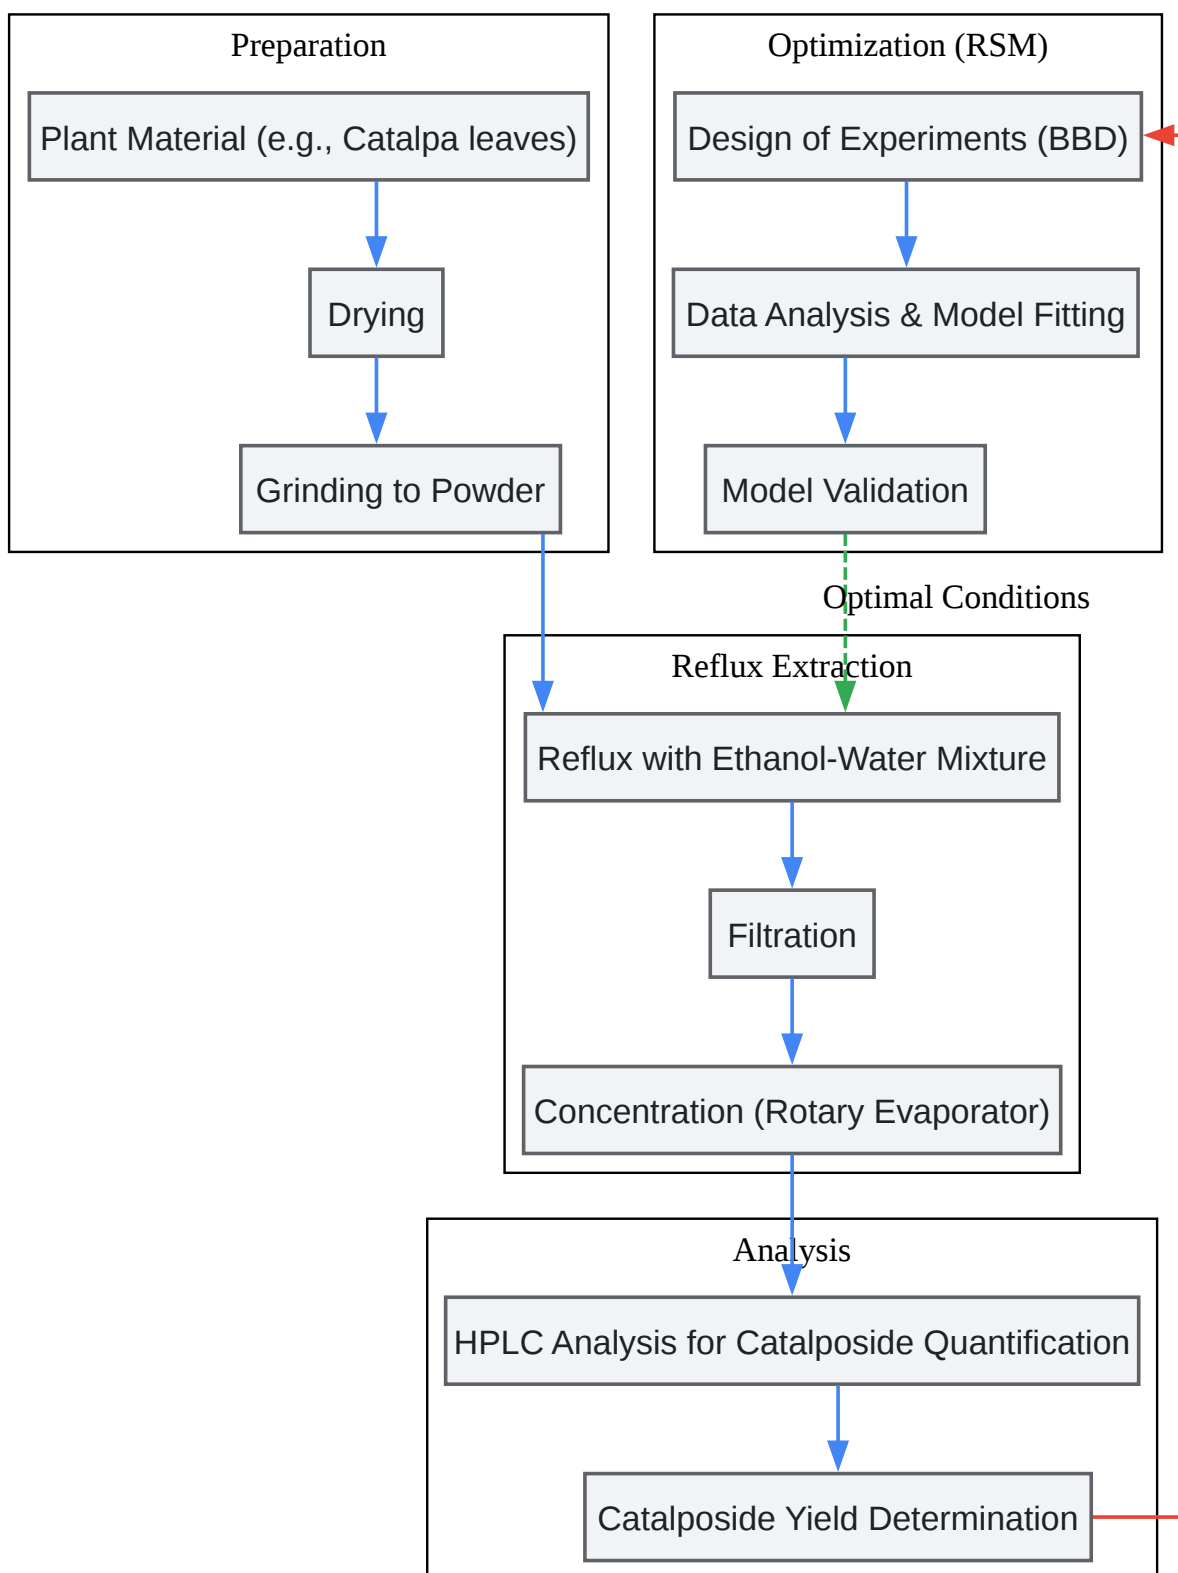 Preparation
Plant Material (e.g., Catalpa leaves)
Drying
Grinding to Powder
Optimization (RSM)
Design of Experiments (BBD)
Data Analysis & Model Fitting
Model Validation
Optimal Conditions
Reflux Extraction
Reflux with Ethanol-Water Mixture
Filtration
Concentration (Rotary Evaporator)
Analysis
HPLC Analysis for Catalposide Quantification
Catalposide Yield Determination